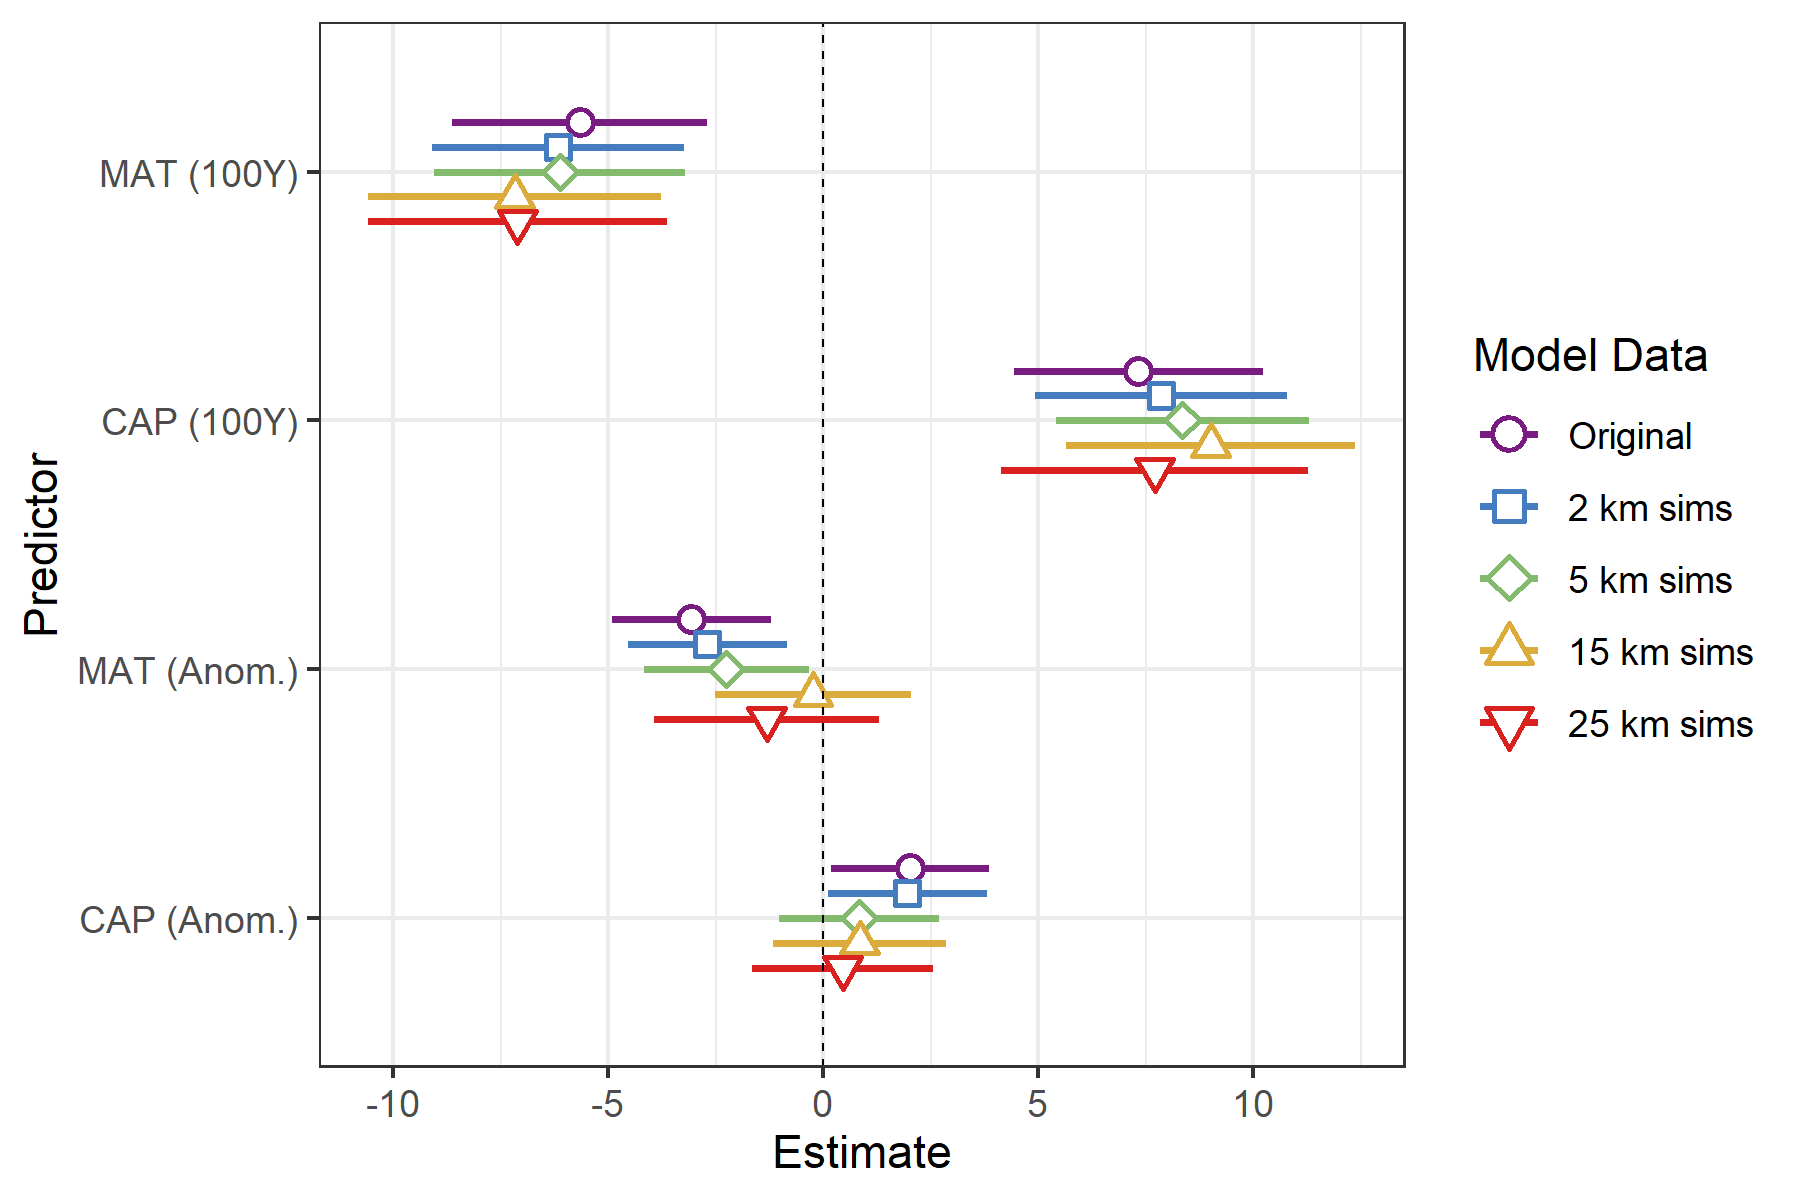 Predictor
MAT (100Y)
CAP (100Y)
MAT (Anom.)
CAP (Anom.)
-10
-5
0
5
10
Estimate
Model Data
Original
2 km sims
5 km sims
15 km sims
25 km sims